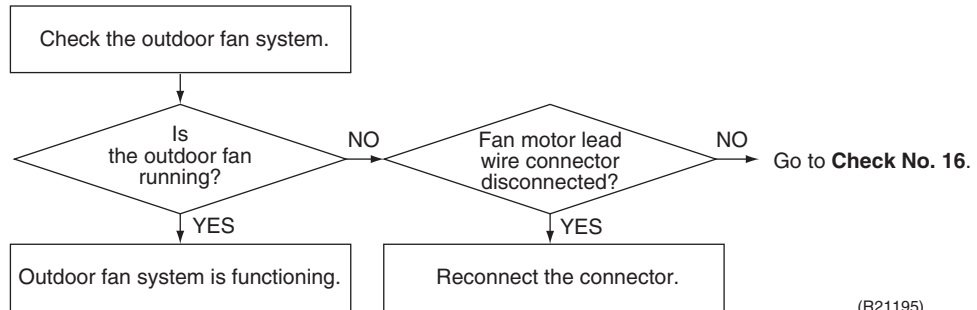 Check the outdoor fan system.
Is
the outdoor fan
running?
NO
Fan motor lead
wire connector
disconnected?
NO
Go to Check No. 16.
YES
YES
Outdoor fan system is functioning.
Reconnect the connector.
(R21195)